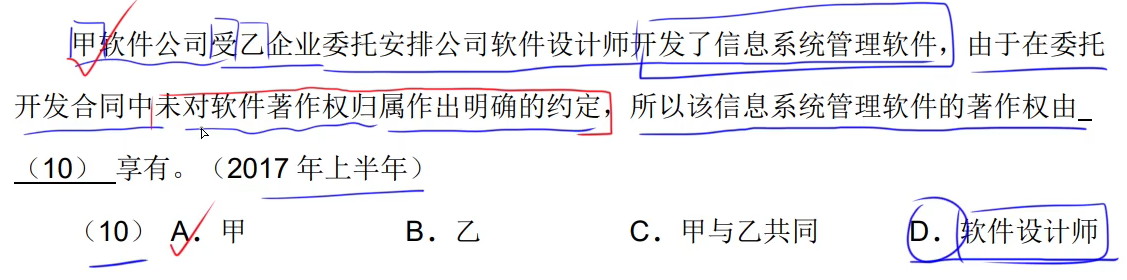 甲软件公司受乙企业委托安排公司软件设计师开发了信息系统管理软件，由于在委托
开发合同中未对软件著作权归属作出明确的约定，所以该信息系统管理软件的著作权由_
（10） 享有。（2017 年上半年）
（10） A．甲 B．乙 C．甲与乙共同 D．软件设计师